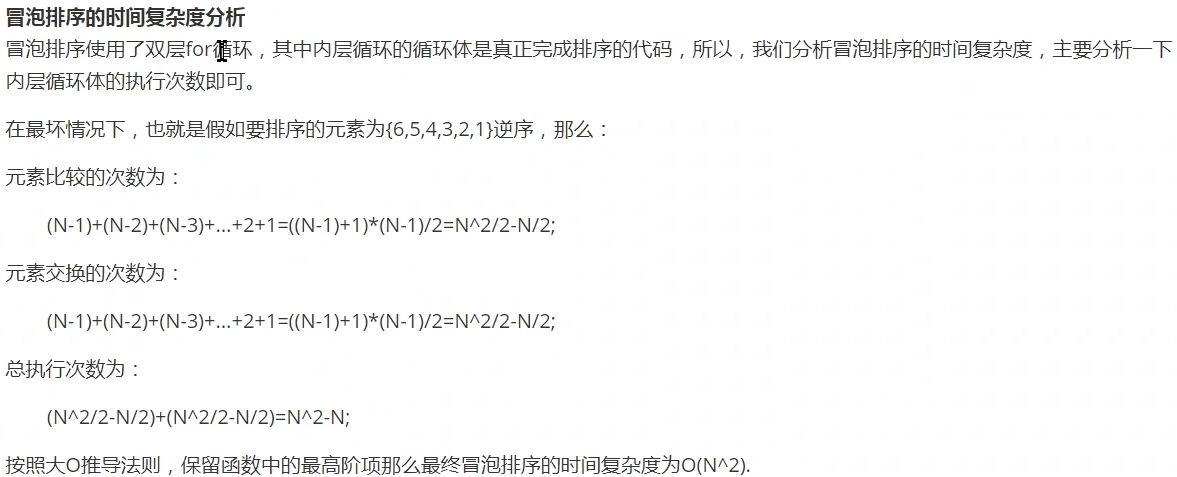 冒泡排序的时间复杂度分析
冒泡排序使用了双层for循环，其中内层循环的循环体是真正完成排序的代码，所以，我们分析冒泡排序的时间复杂度，主要分析一下
内层循环体的执行次数即可。
在最坏情况下，也就是假如要排序的元素为{6,5,4,3,2,1}逆序，那么：
元素比较的次数为：
(N-1)+(N-2)+(N-3)+...+2+1=((N-1)+1)*(N-1)/2=N^2/2-N/2;
元素交换的次数为：
(N-1)+(N-2)+(N-3)+...+2+1=((N-1)+1)*(N-1)/2=N^2/2-N/2;
总执行次数为：
(N^2/2-N/2)+(N^2/2-N/2)=N^2-N;
按照大O推导法则，保留函数中的最高阶项那么最终冒泡排序的时间复杂度为O(N^2).